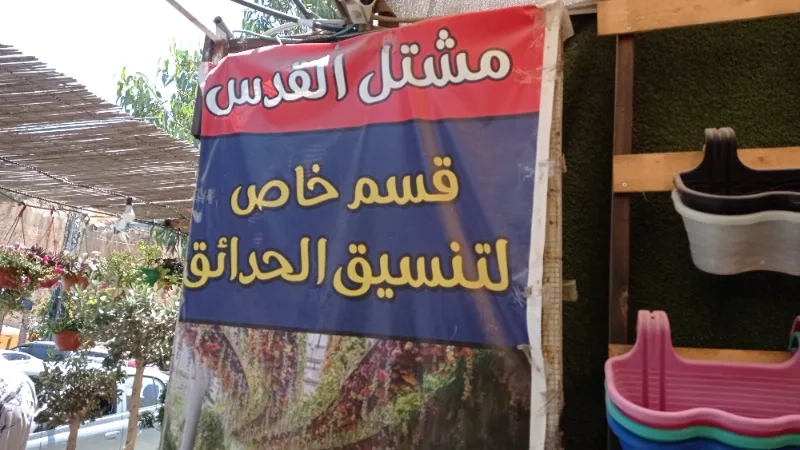 مشتل القدس
قسم خاص
لتنسيق الحدائق